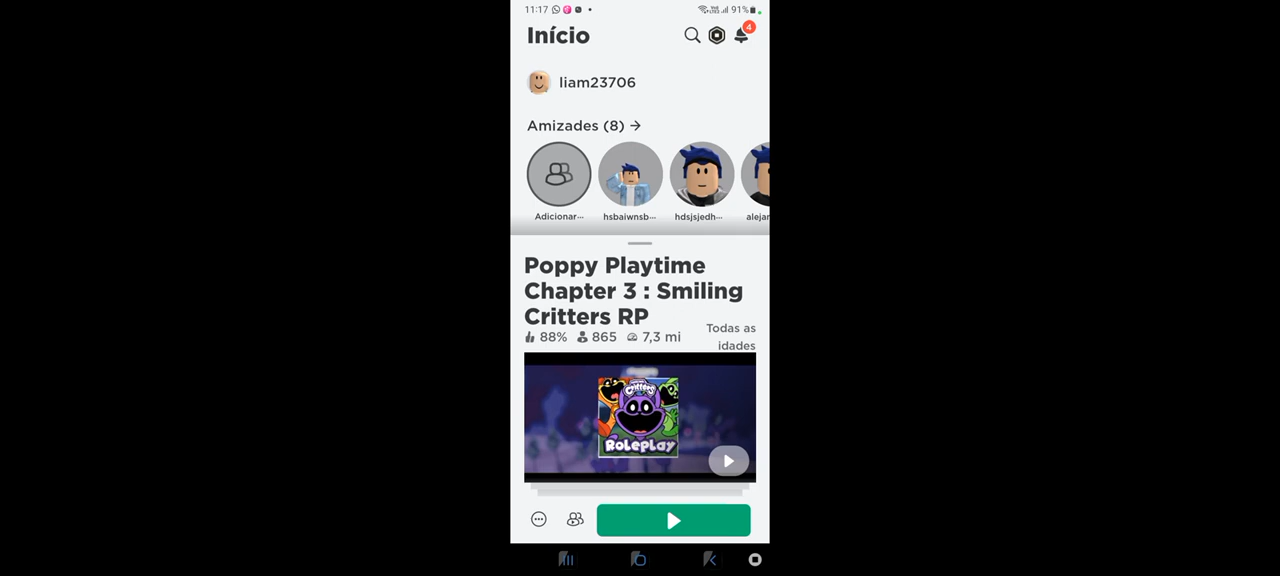 11:17
91%
Início
4
liam23706
Amizades (8)
Adicionar...
hsbaiwnsb...
hdsjsjedh...
alejar
Poppy Playtime
Chapter 3 : Smiling
Critters RP
88% 865 7,3 mi
Todas as
idades
Critters
Roleplay